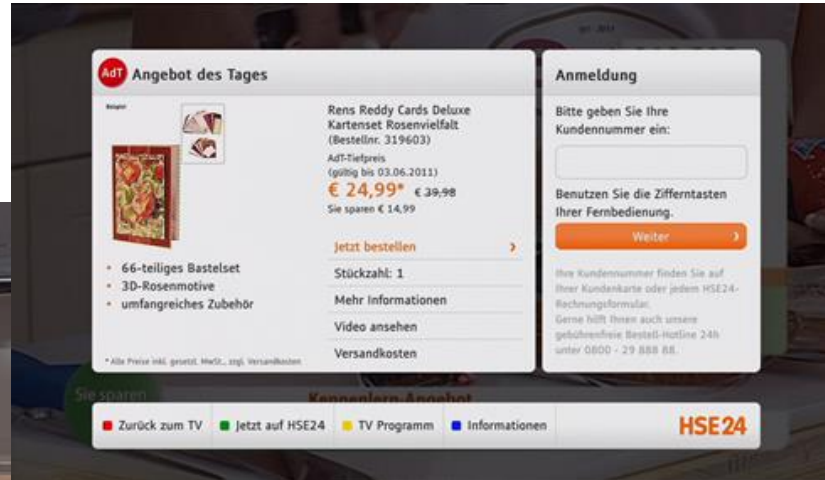 AdT Angebot des Tages
Beispiel
Rens Reddy Cards Deluxe
Kartenset Rosenvielfalt
(Bestellnr. 319603)
AdT-Tiefpreis
(gültig bis 03.06.2011)
€ 24,99* € 39,98
Sie sparen € 14,99
Jetzt bestellen
Stückzahl: 1
Mehr Informationen
Video ansehen
Versandkosten
• 66-teiliges Bastelset
• 3D-Rosenmotive
• umfangreiches Zubehör
* Alle Preise inkl. gesetzl. MwSt., zzgl. Versandkosten
Anmeldung
Bitte geben Sie Ihre
Kundennummer ein:
Benutzen Sie die Zifferntasten
Ihrer Fernbedienung.
Weiter
Ihre Kundennummer finden Sie auf
Ihrer Kundenkarte oder jedem HSE24-
Rechnungsformular.
Gerne hilft Ihnen auch unsere
gebührenfreie Bestell-Hotline 24h
unter 0800 - 29 888 88.
Sie sparen
Kennenlern-Angebot
Zurück zum TV
Jetzt auf HSE24
TV Programm
Informationen
HSE24